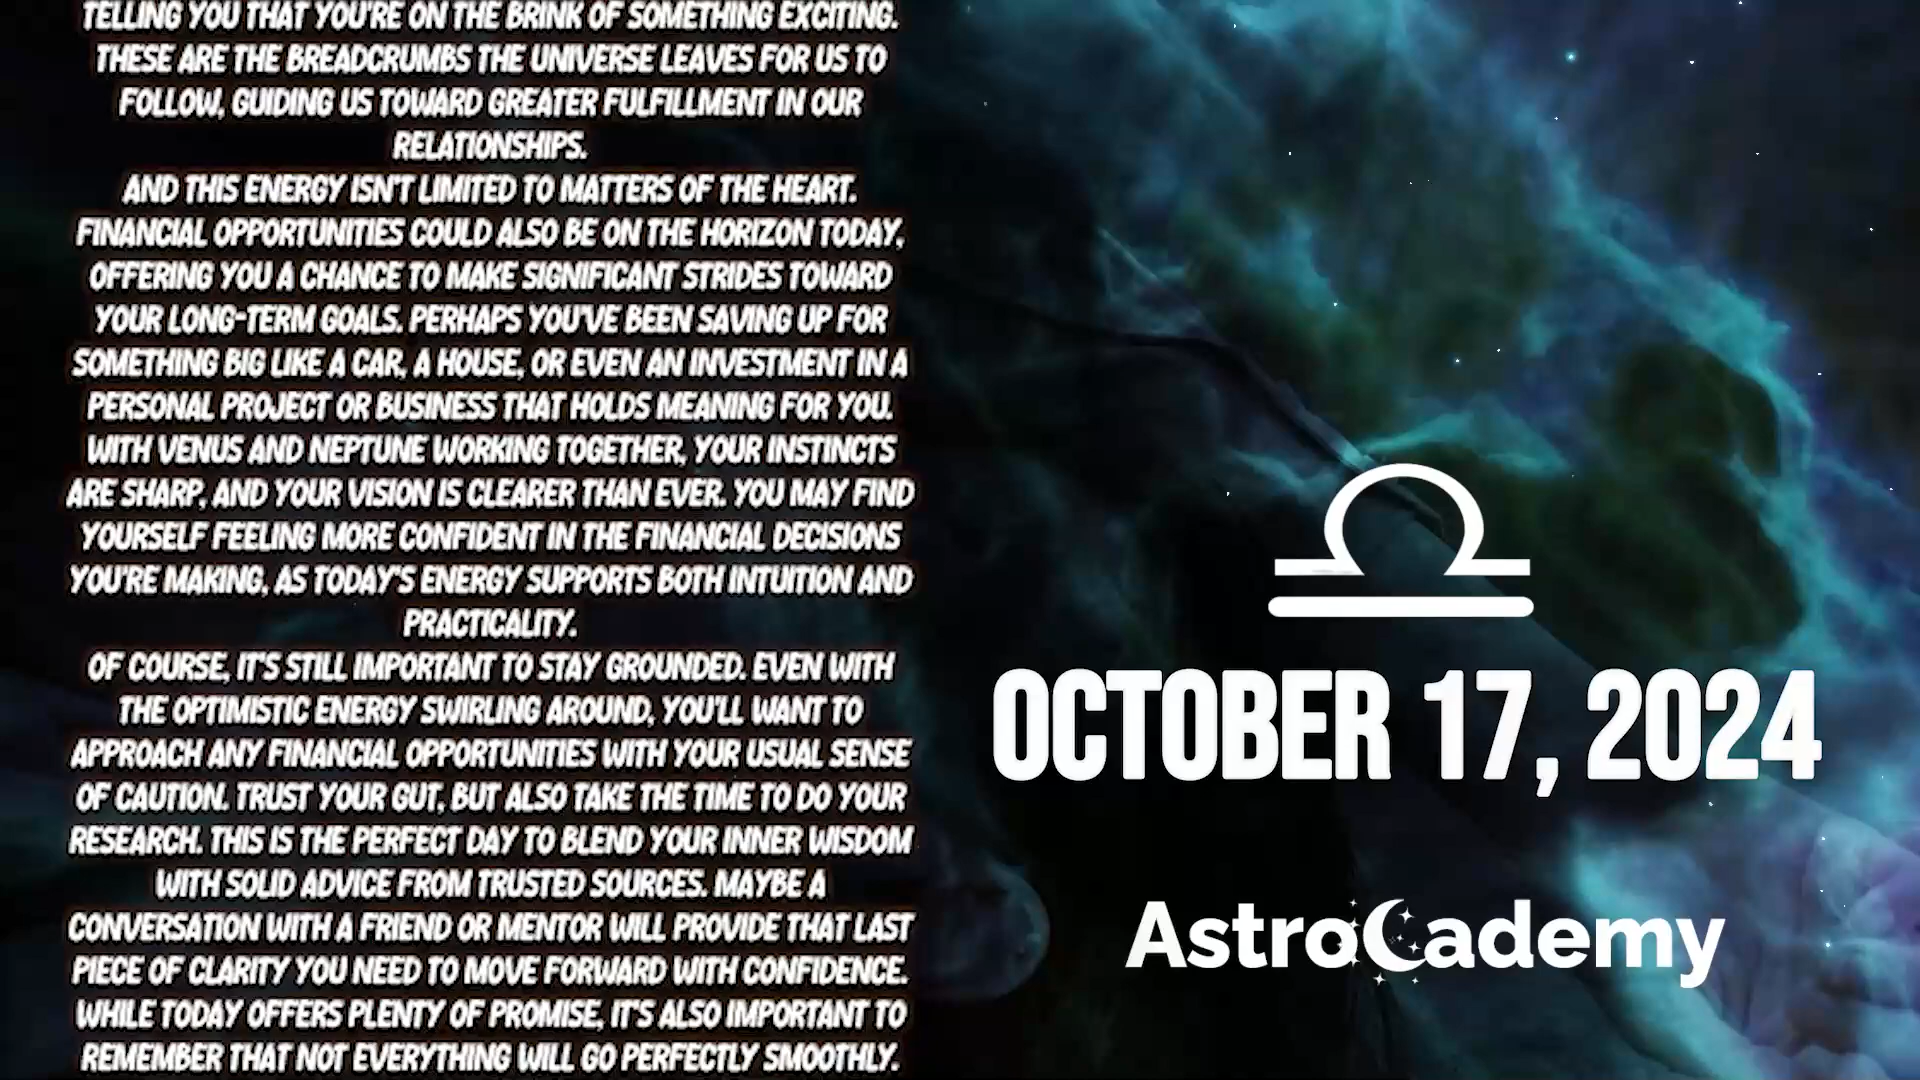 TELLING YOU THAT YOU'RE ON THE BRINK OF SOMETHING EXCITING.
THESE ARE THE BREADCRUMBS THE UNIVERSE LEAVES FOR US TO
FOLLOW, GUIDING US TOWARD GREATER FULFILLMENT IN OUR
RELATIONSHIPS.
AND THIS ENERGY ISN'T LIMITED TO MATTERS OF THE HEART.
FINANCIAL OPPORTUNITIES COULD ALSO BE ON THE HORIZON TODAY,
OFFERING YOU A CHANCE TO MAKE SIGNIFICANT STRIDES TOWARD
YOUR LONG-TERM GOALS. PERHAPS YOU'VE BEEN SAVING UP FOR
SOMETHING BIG LIKE A CAR, A HOUSE, OR EVEN AN INVESTMENT IN A
PERSONAL PROJECT OR BUSINESS THAT HOLDS MEANING FOR YOU.
WITH VENUS AND NEPTUNE WORKING TOGETHER, YOUR INSTINCTS
ARE SHARP, AND YOUR VISION IS CLEARER THAN EVER. YOU MAY FIND
YOURSELF FEELING MORE CONFIDENT IN THE FINANCIAL DECISIONS
YOU'RE MAKING, AS TODAY'S ENERGY SUPPORTS BOTH INTUITION AND
PRACTICALITY.
OF COURSE, IT'S STILL IMPORTANT TO STAY GROUNDED. EVEN WITH
THE OPTIMISTIC ENERGY SWIRLING AROUND, YOU'LL WANT TO
APPROACH ANY FINANCIAL OPPORTUNITIES WITH YOUR USUAL SENSE
OF CAUTION. TRUST YOUR GUT, BUT ALSO TAKE THE TIME TO DO YOUR
RESEARCH. THIS IS THE PERFECT DAY TO BLEND YOUR INNER WISDOM
WITH SOLID ADVICE FROM TRUSTED SOURCES. MAYBE A
CONVERSATION WITH A FRIEND OR MENTOR WILL PROVIDE THAT LAST
PIECE OF CLARITY YOU NEED TO MOVE FORWARD WITH CONFIDENCE.
WHILE TODAY OFFERS PLENTY OF PROMISE, IT'S ALSO IMPORTANT TO
REMEMBER THAT NOT EVERYTHING WILL GO PERFECTLY SMOOTHLY.
OCTOBER 17, 2024
AstroCademy